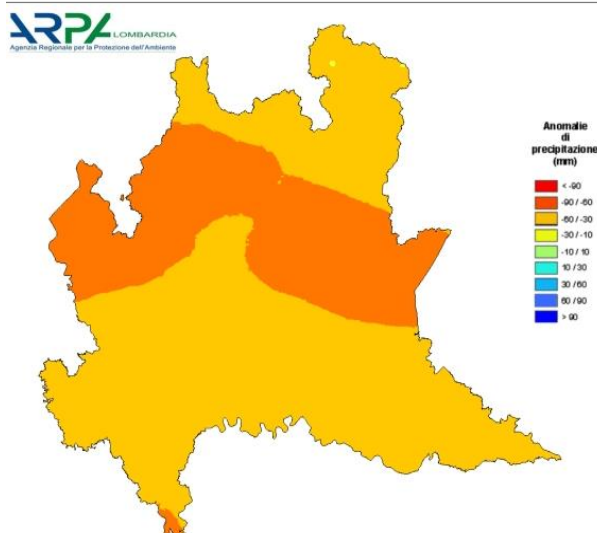 ARPA LOMBARDIA
Agenzia Regionale per la Protezione dell'Ambiente
Anomalie
di
precipitazione
(mm)
< -90
-90 / -60
-60 / -30
-30 / -10
-10 / 10
10 / 30
30 / 60
60 / 90
> 90